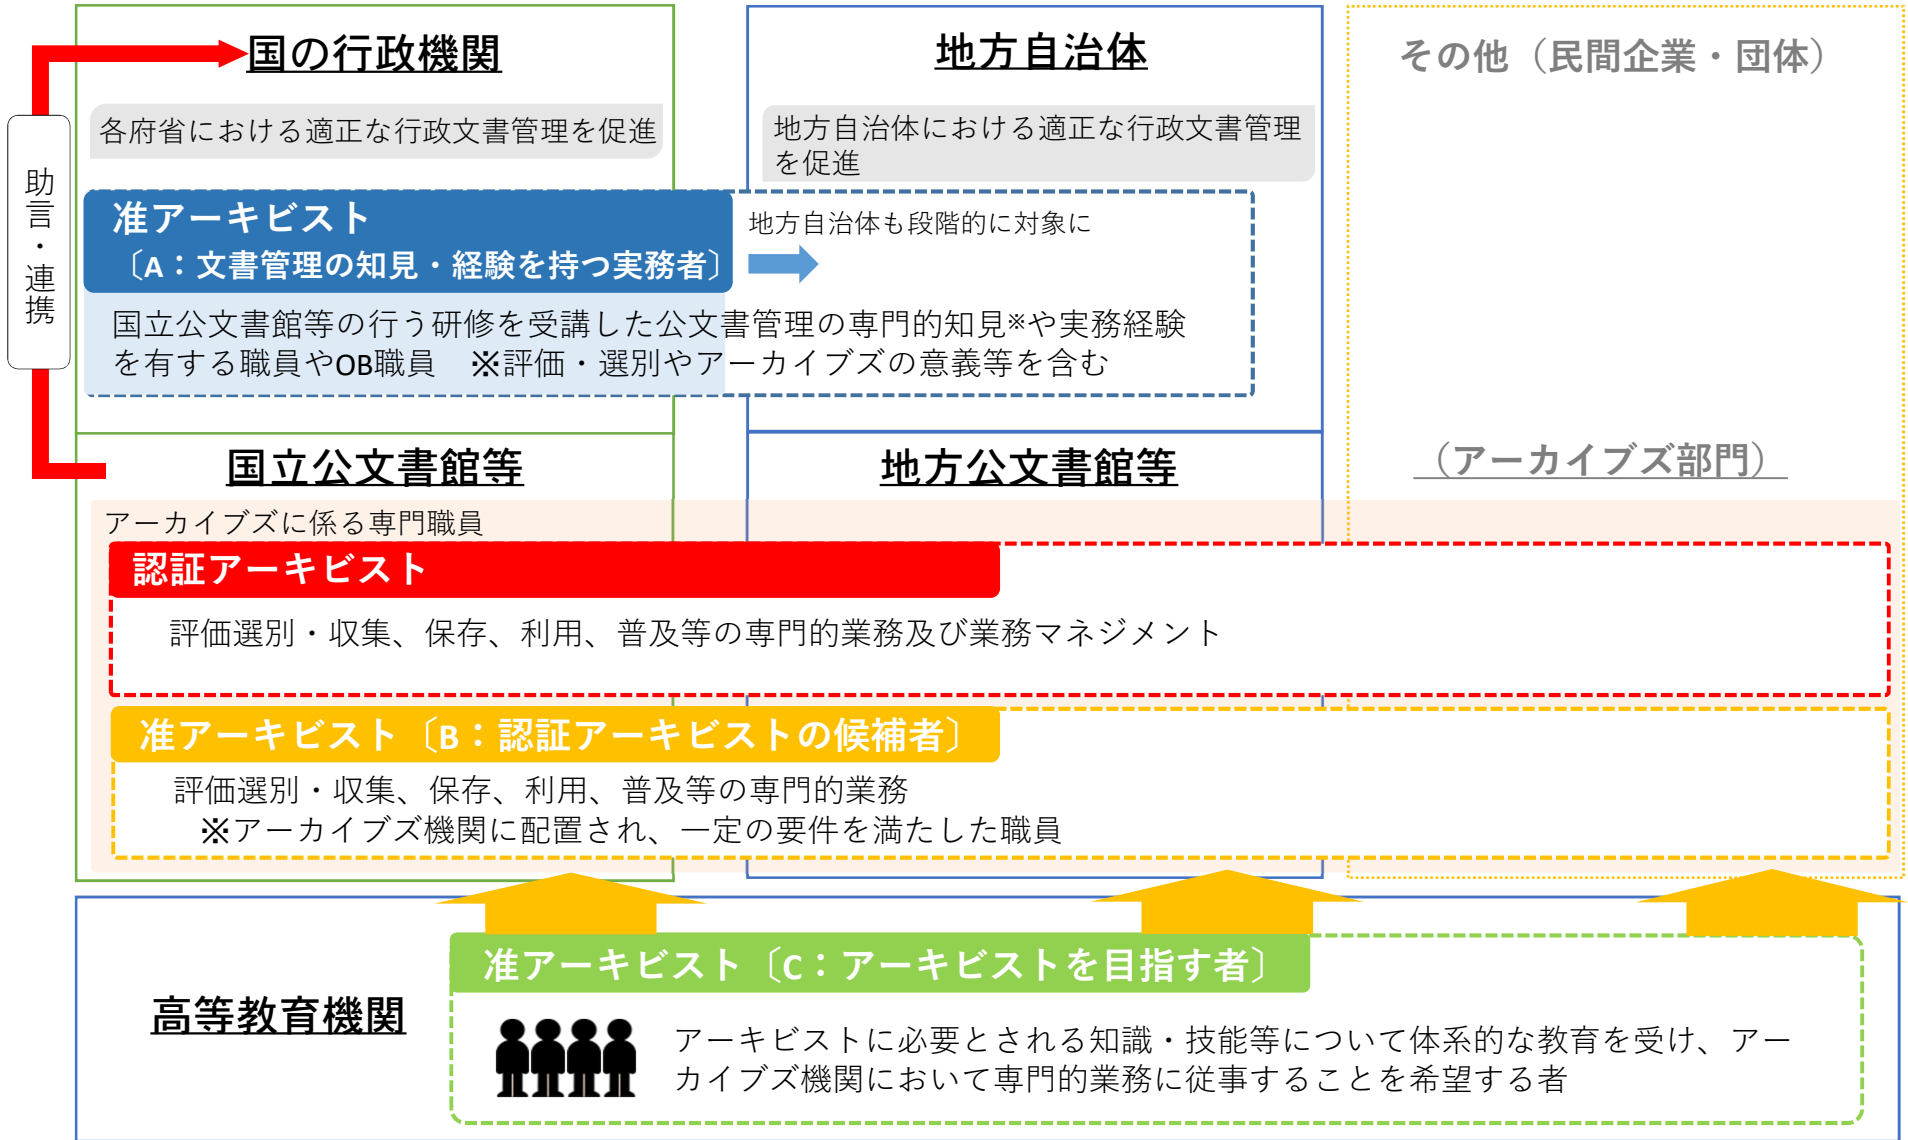 国の行政機関
地方自治体
その他（民間企業・団体）
各府省における適正な行政文書管理を促進
地方自治体における適正な行政文書管理
を促進
助言・連携
准アーキビスト
〔A：文書管理の知見・経験を持つ実務者〕
地方自治体も段階的に対象に
国立公文書館等の行う研修を受講した公文書管理の専門的知見※や実務経験
を有する職員やOB職員　※評価・選別やアーカイブズの意義等を含む
国立公文書館等
地方公文書館等
（アーカイブズ部門）
アーカイブズに係る専門職員
認証アーキビスト
評価選別・収集、保存、利用、普及等の専門的業務及び業務マネジメント
准アーキビスト〔B：認証アーキビストの候補者〕
評価選別・収集、保存、利用、普及等の専門的業務
※アーカイブズ機関に配置され、一定の要件を満たした職員
准アーキビスト〔C：アーキビストを目指す者〕
高等教育機関
アーキビストに必要とされる知識・技能等について体系的な教育を受け、アー
カイブズ機関において専門的業務に従事することを希望する者